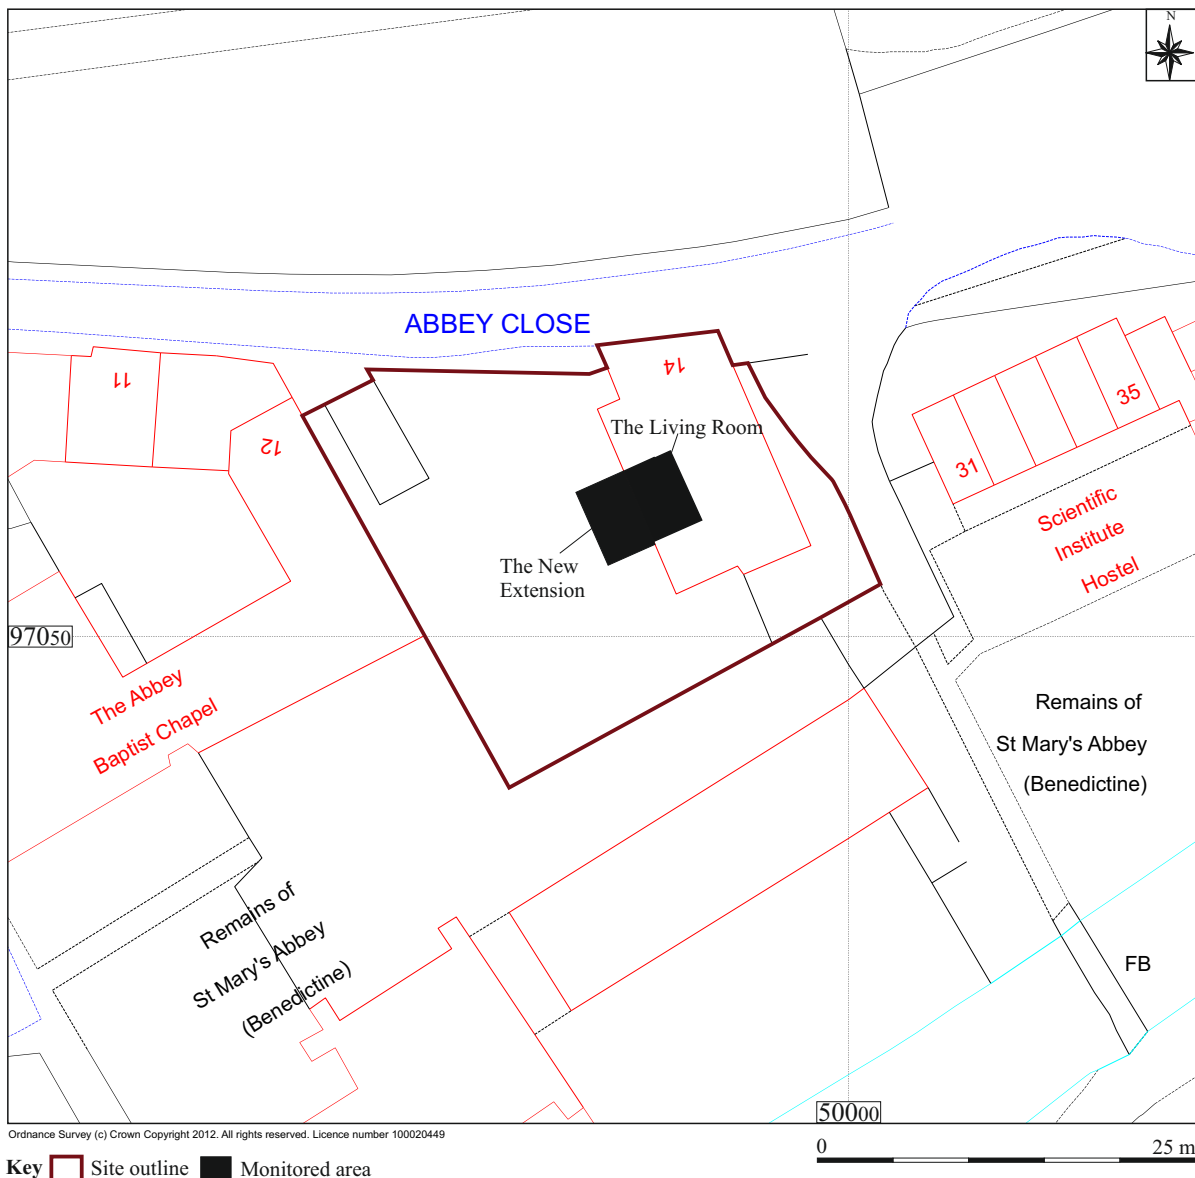 N
ABBEY CLOSE
11
12
14
The Living Room
35
31
Scientific
Institute
Hostel
The New
Extension
97050
The Abbey
Baptist Chapel
Remains of
St Mary's Abbey
(Benedictine)
Remains of
St Mary's Abbey
(Benedictine)
FB
50000
Ordnance Survey (c) Crown Copyright 2012. All rights reserved. Licence number 100020449
0 25 m
Key Site outline Monitored area